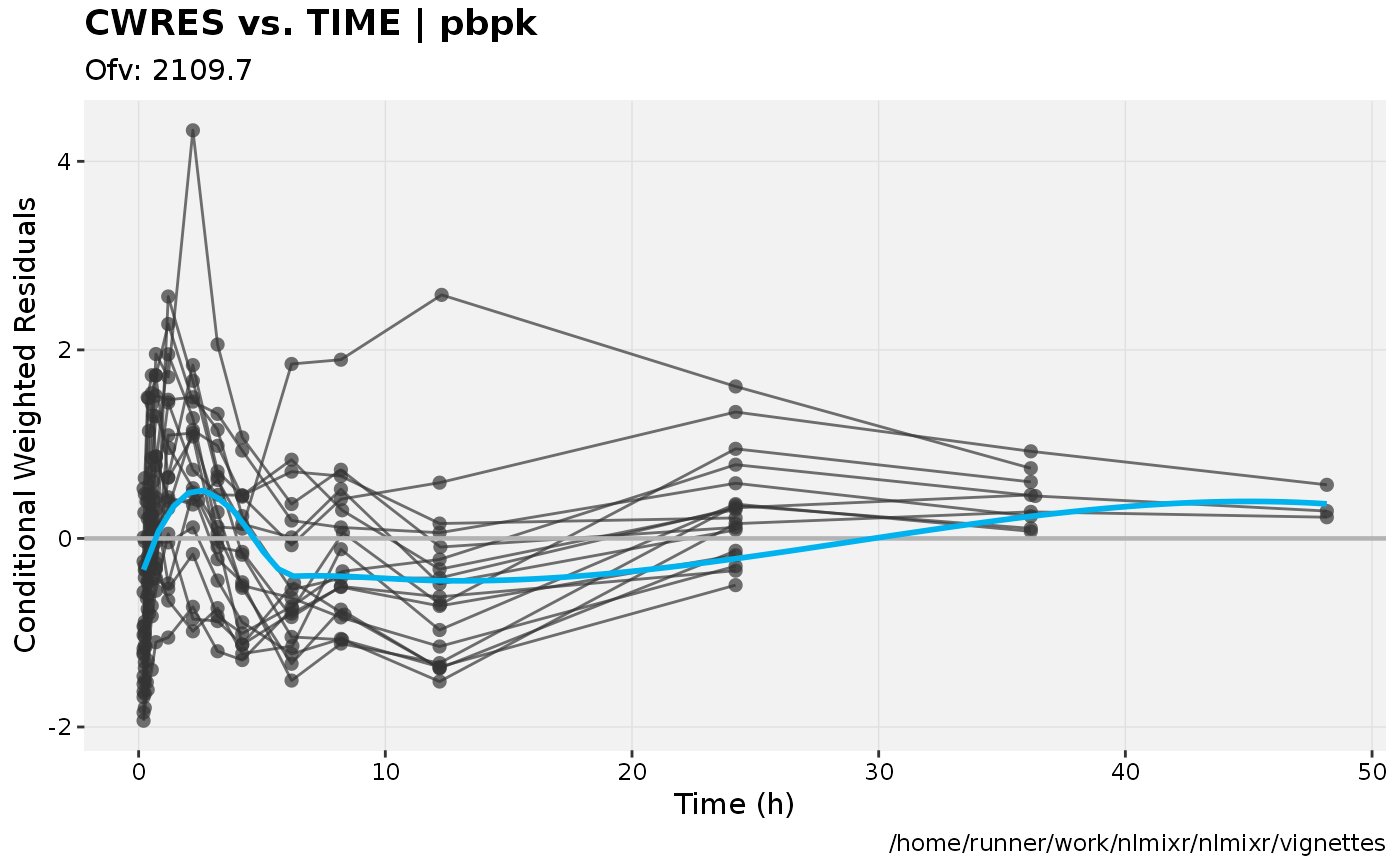 CWRES vs. TIME | pbpk
Ofv: 2109.7
Conditional Weighted Residuals
4
2
0
-2
0 10 20 30 40 50
Time (h)
/home/runner/work/nlmixr/nlmixr/vignettes